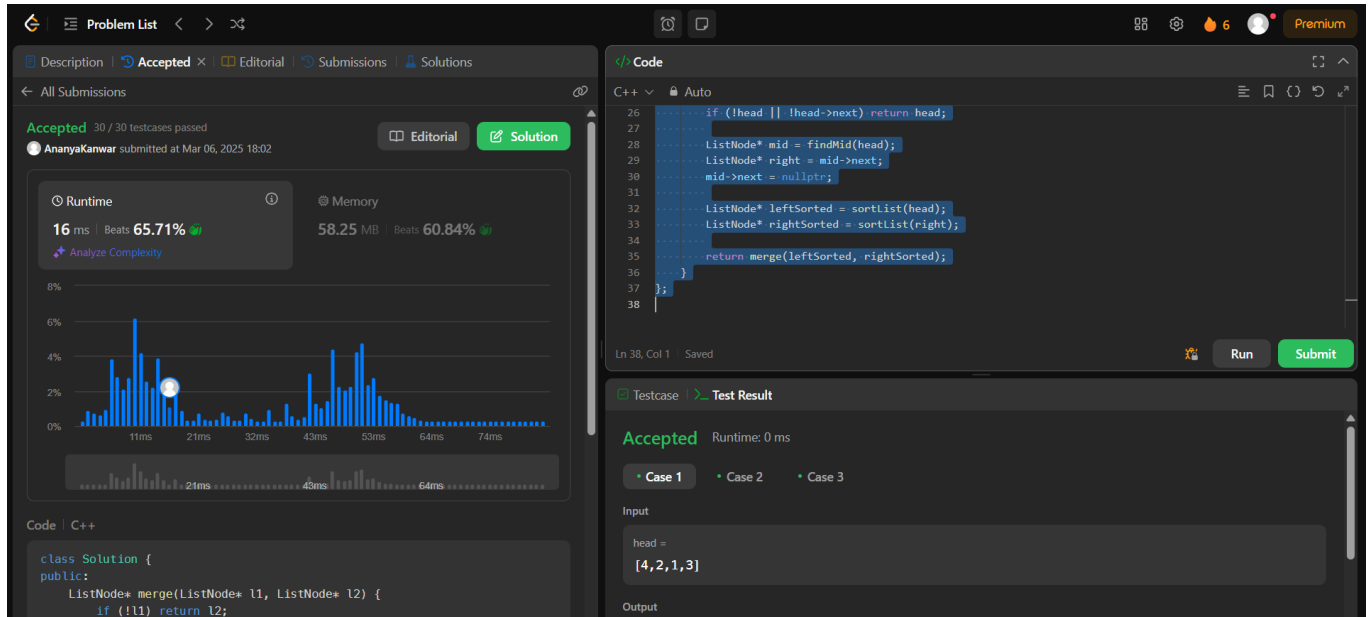 Problem List
6
Premium
Description
Accepted
Editorial
Submissions
Solutions
All Submissions
Accepted 30 / 30 testcases passed
AnanyaKanwar submitted at Mar 06, 2025 18:02
Editorial
Solution
Runtime
16 ms Beats 65.71%
Analyze Complexity
Memory
58.25 MB Beats 60.84%
8%
6%
4%
2%
0%
11ms 21ms 32ms 43ms 53ms 64ms 74ms
21ms 43ms 64ms
Code C++
class Solution {
public:
ListNode* merge(ListNode* l1, ListNode* l2) {
if (!l1) return l2;
</> Code
C++ Auto
26 if (!head || !head->next) return head;
27
28 ListNode* mid = findMid(head);
29 ListNode* right = mid->next;
30 mid->next = nullptr;
31
32 ListNode* leftSorted = sortList(head);
33 ListNode* rightSorted = sortList(right);
34
35 return merge(leftSorted, rightSorted);
36 }
37 };
38
Ln 38, Col 1 Saved
Run
Submit
Testcase
>_ Test Result
Accepted Runtime: 0 ms
Case 1
Case 2
Case 3
Input
head =
[4,2,1,3]
Output